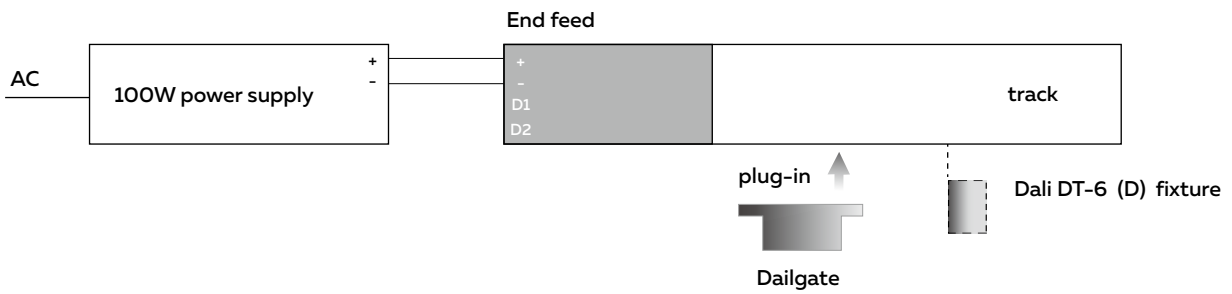 End feed
AC
100W power supply
+
-
+
-
D1
D2
track
plug-in
Dali DT-6 (D) fixture
Dailgate